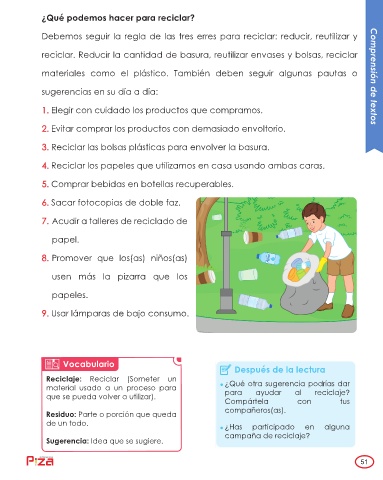 ¿Qué podemos hacer para reciclar?
Debemos seguir la regla de las tres erres para reciclar: reducir, reutilizar y
reciclar. Reducir la cantidad de basura, reutilizar envases y bolsas, reciclar
materiales como el plástico. También deben seguir algunas pautas o
sugerencias en su día a día:
1. Elegir con cuidado los productos que compramos.
2. Evitar comprar los productos con demasiado envoltorio.
3. Reciclar las bolsas plásticas para envolver la basura.
4. Reciclar los papeles que utilizamos en casa usando ambas caras.
5. Comprar bebidas en botellas recuperables.
6. Sacar fotocopias de doble faz.
7. Acudir a talleres de reciclado de
papel.
8. Promover que los(as) niños(as)
usen más la pizarra que los
papeles.
9. Usar lámparas de bajo consumo.
Comprensión de textos
Vocabulario
Reciclaje: Reciclar (Someter un
material usado a un proceso para
que se pueda volver a utilizar).
Residuo: Parte o porción que queda
de un todo.
Sugerencia: Idea que se sugiere.
Después de la lectura
• ¿Qué otra sugerencia podrías dar
para ayudar al reciclaje?
Compártela con tus
compañeros(as).
• ¿Has participado en alguna
campaña de reciclaje?
Piza
51